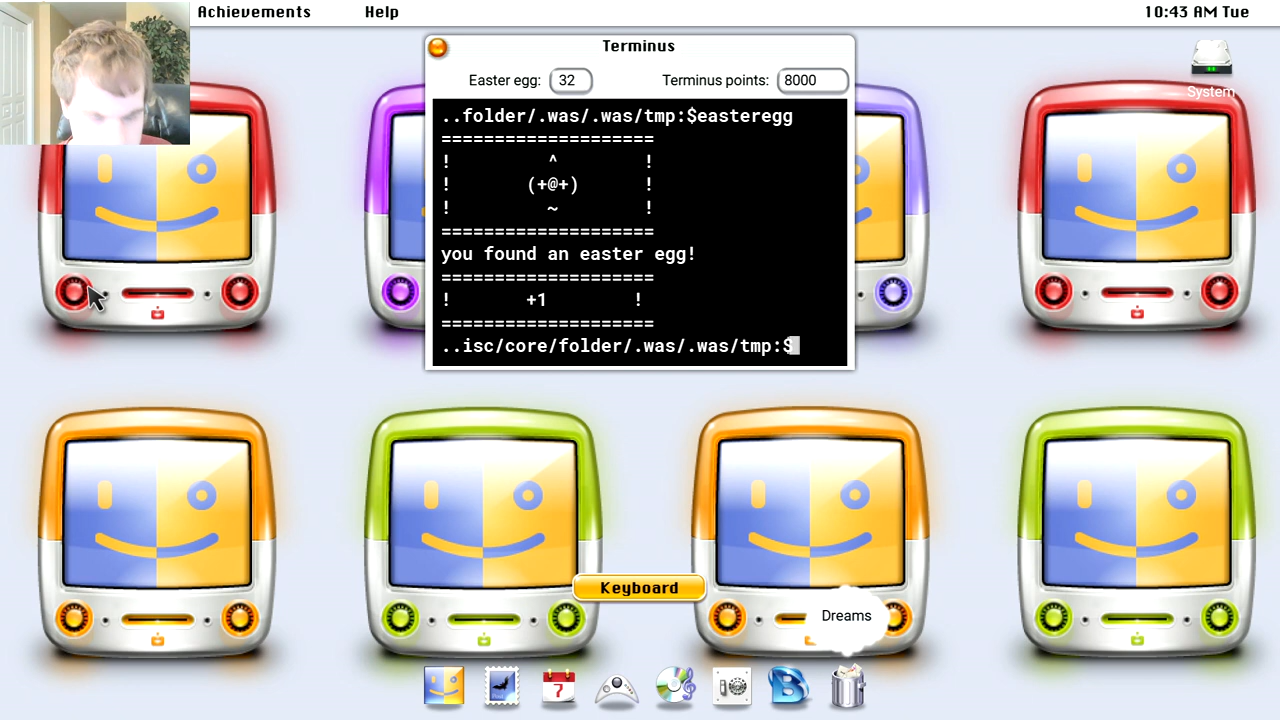 Achievements Help 10:43 AM Tue
Terminus
Easter egg: 32 Terminus points: 8000
System
..folder/.was/.was/tmp:$easteregg
====================
!         ^        !
!       (+@+)      !
!         ~        !
====================
you found an easter egg!
====================
!       +1        !
====================
..isc/core/folder/.was/.was/tmp:$
Keyboard
Dreams
7